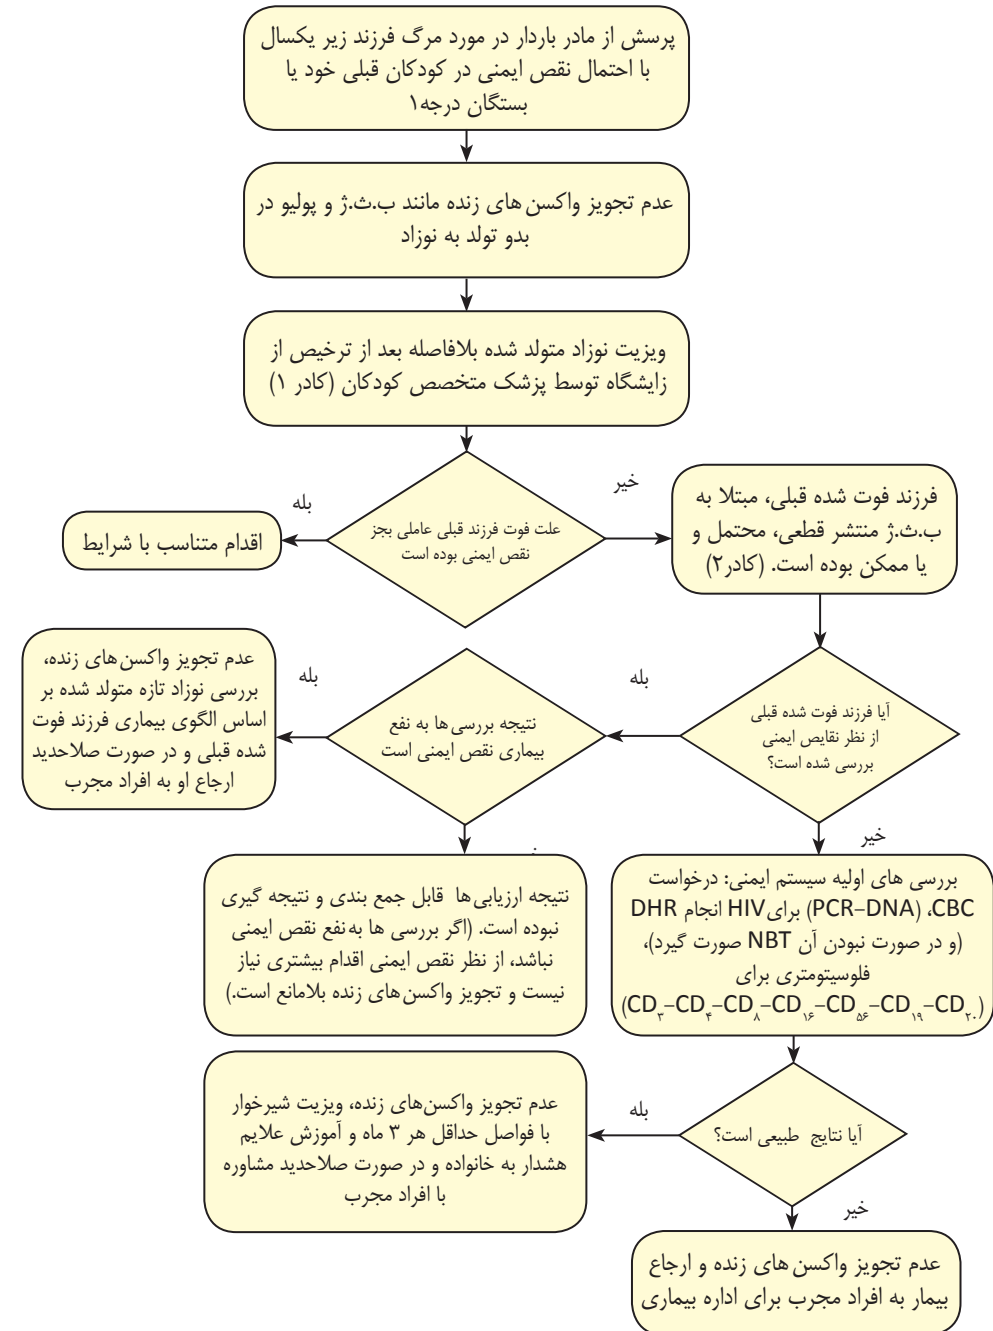 پرسش از مادر باردار در مورد مرگ فرزند زیر یکسال
با احتمال نقص ایمنی در کودکان قبلی خود یا
بستگان درجه۱
عدم تجویز واکسن های زنده مانند ب.ث.ژ و پولیو در
بدو تولد به نوزاد
ویزیت نوزاد متولد شده بلافاصله بعد از ترخیص از
زایشگاه توسط پزشک متخصص کودکان (کادر ۱)
علت فوت فرزند قبلی عاملی بجز
نقص ایمنی بوده است
بله
اقدام متناسب با شرایط
خیر
فرزند فوت شده قبلی، مبتلا به
ب.ث.ژ منتشر قطعی، محتمل و
یا ممکن بوده است. (کادر۲)
آیا فرزند فوت شده قبلی
از نظر نقایص ایمنی
بررسی شده است؟
بله
نتیجه بررسی ها به نفع
بیماری نقص ایمنی است
بله
عدم تجویز واکسن های زنده،
بررسی نوزاد تازه متولد شده بر
اساس الگوی بیماری فرزند فوت
شده قبلی و در صورت صلاحدید
ارجاع او به افراد مجرب
نتیجه ارزیابی‌ها قابل جمع بندی و نتیجه گیری
نبوده است. (اگر بررسی ها به نفع نقص ایمنی
نباشد، از نظر نقص ایمنی اقدام بیشتری نیاز
نیست و تجویز واکسن های زنده بلامانع است.)
خیر
بررسی های اولیه سیستم ایمنی: درخواست
CBC، (PCR-DNA) برای HIV انجام DHR
(و در صورت نبودن آن NBT صورت گیرد)،
فلوسیتومتری برای
(CD۳-CD۴-CD۸-CD۱۶-CD۵۶-CD۱۹-CD۲۰)
آیا نتایج طبیعی است؟
بله
عدم تجویز واکسن‌های زنده، ویزیت شیرخوار
با فواصل حداقل هر ۳ ماه و آموزش علایم
هشدار به خانواده و در صورت صلاحدید مشاوره
با افراد مجرب
خیر
عدم تجویز واکسن های زنده و ارجاع
بیمار به افراد مجرب برای اداره بیماری